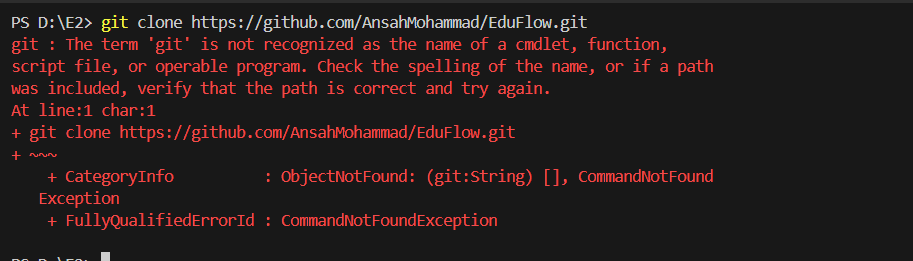 PS D:\E2> git clone https://github.com/AnsahMohammad/EduFlow.git
git : The term 'git' is not recognized as the name of a cmdlet, function,
script file, or operable program. Check the spelling of the name, or if a path
was included, verify that the path is correct and try again.
At line:1 char:1
+ git clone https://github.com/AnsahMohammad/EduFlow.git
+ ~~~
    + CategoryInfo          : ObjectNotFound: (git:String) [], CommandNotFound
   Exception
    + FullyQualifiedErrorId : CommandNotFoundException

PS D:\E2>